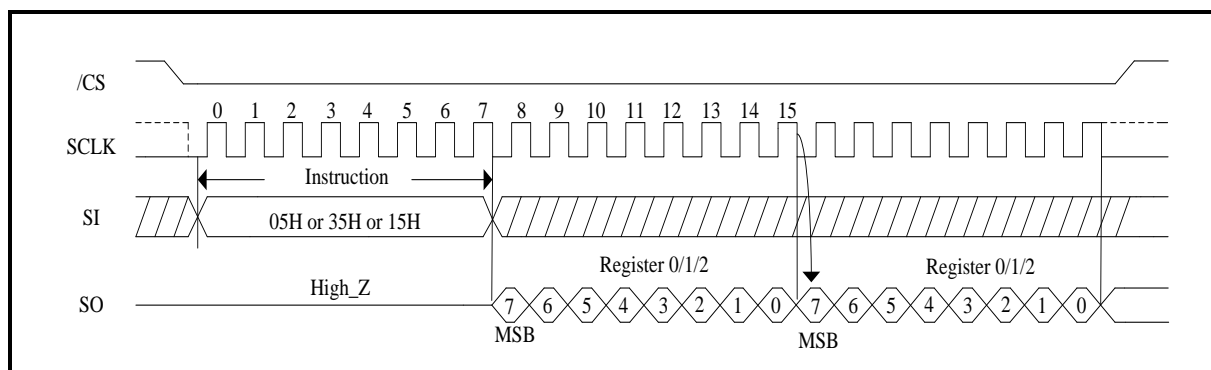 /CS
0 1 2 3 4 5 6 7 8 9 10 11 12 13 14 15
SCLK
Instruction
SI
05H or 35H or 15H
Register 0/1/2 Register 0/1/2
High_Z
SO
7 6 5 4 3 2 1 0 7 6 5 4 3 2 1 0
MSB MSB